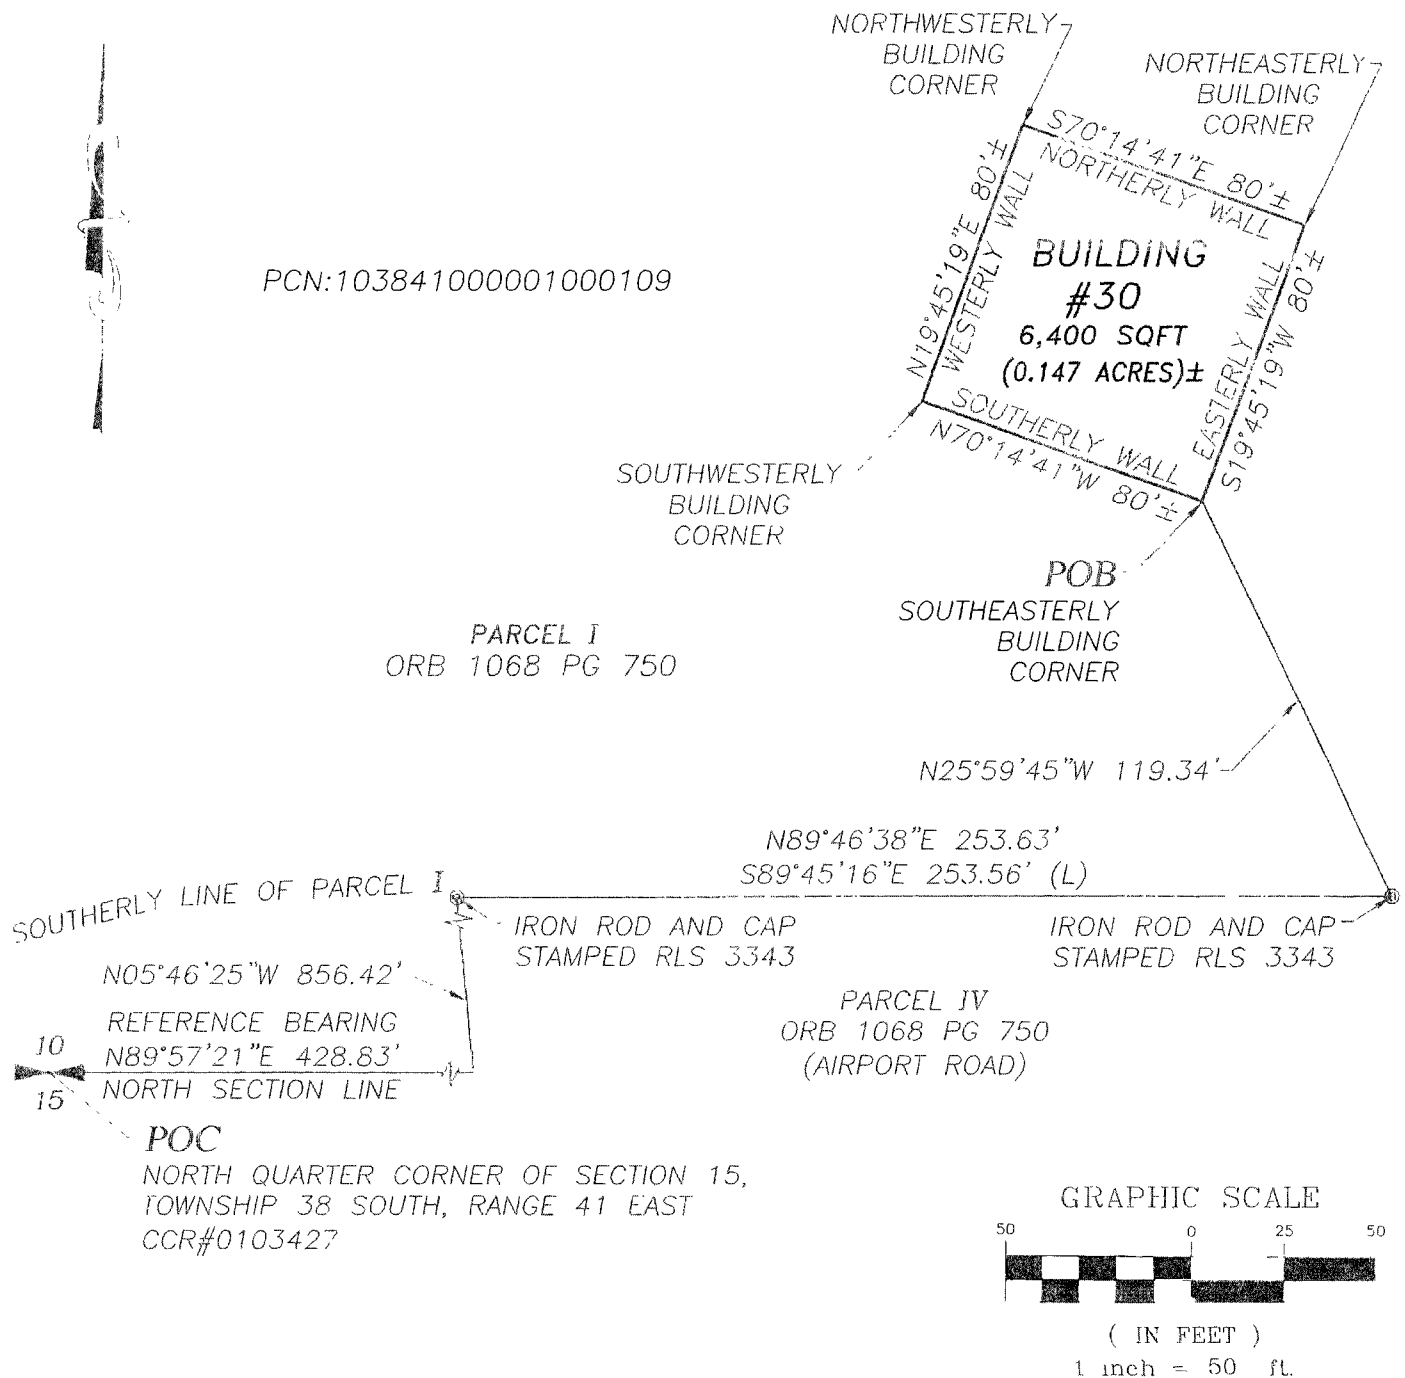 NORTHWESTERLY
BUILDING
CORNER
NORTHEASTERLY
BUILDING
CORNER
S70°14'41"E 80'±
NORTHERLY WALL
N19°45'19"E 80'±
WESTERLY WALL
BUILDING
#30
6,400 SQFT
(0.147 ACRES)±
EASTERLY WALL
S19°45'19"W 80'±
SOUTHERLY WALL
N70°14'41"W 80'±
PCN:103841000001000109
SOUTHWESTERLY
BUILDING
CORNER
POB
SOUTHEASTERLY
BUILDING
CORNER
PARCEL I
ORB 1068 PG 750
N25°59'45"W 119.34'
N89°46'38"E 253.63'
S89°45'16"E 253.56' (L)
SOUTHERLY LINE OF PARCEL I
IRON ROD AND CAP
STAMPED RLS 3343
IRON ROD AND CAP
STAMPED RLS 3343
N05°46'25"W 856.42'
PARCEL IV
ORB 1068 PG 750
(AIRPORT ROAD)
REFERENCE BEARING
N89°57'21"E 428.83'
NORTH SECTION LINE
10
15
POC
NORTH QUARTER CORNER OF SECTION 15,
TOWNSHIP 38 SOUTH, RANGE 41 EAST
CCR#0103427
GRAPHIC SCALE
50 0 25 50
( IN FEET )
1 inch = 50 ft.